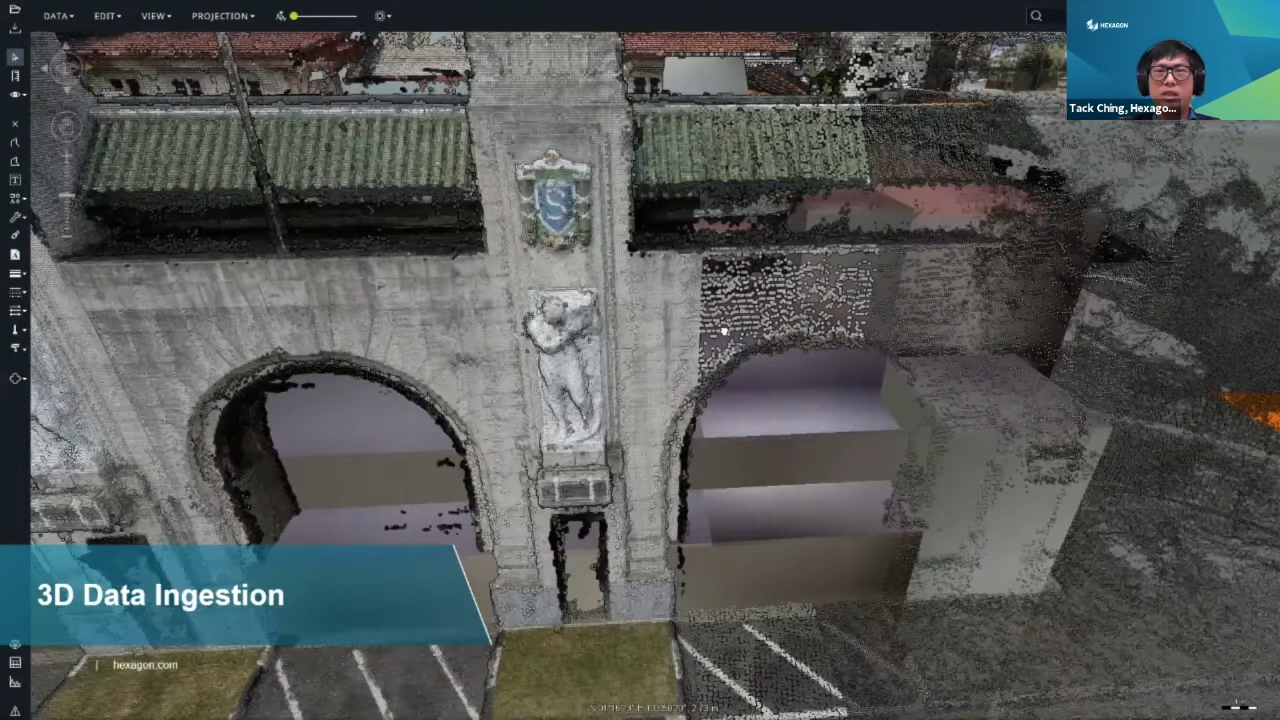 DATA EDIT VIEW PROJECTION
HEXAGON
Tack Ching, Hexago...
S
3D Data Ingestion
| hexagon.com